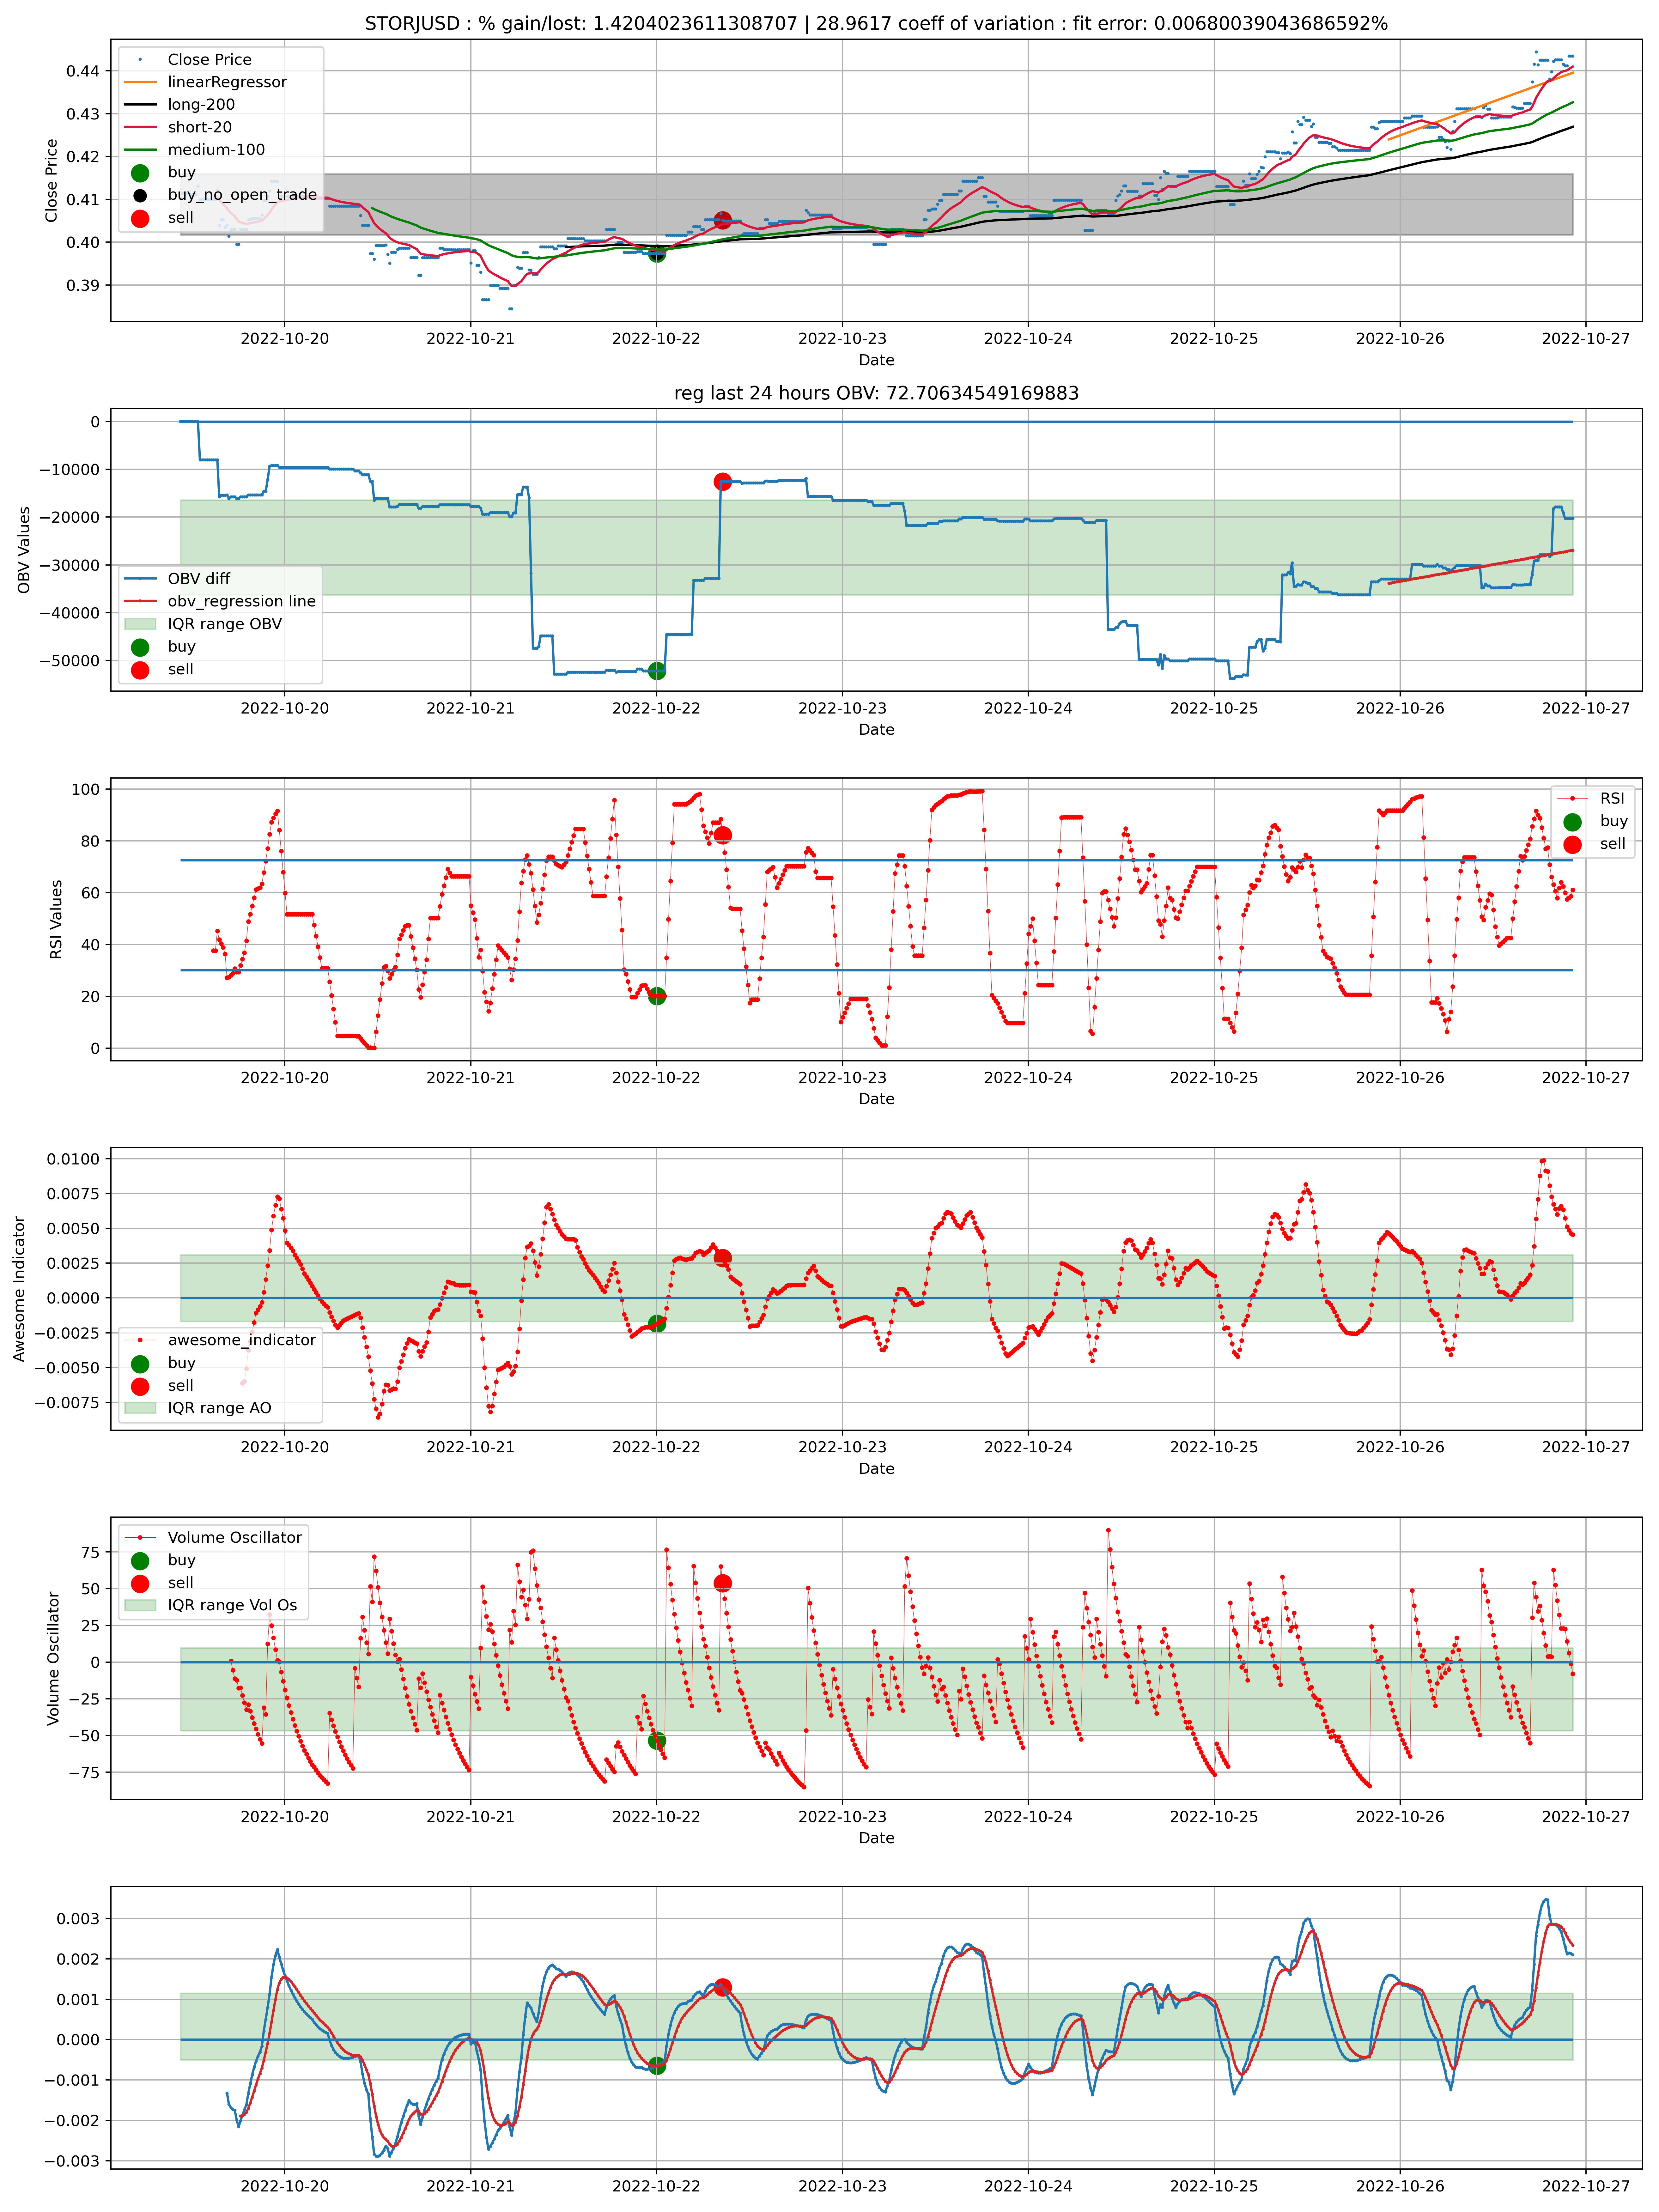 STORJUSD : % gain/lost: 1.4204023611308707 | 28.9617 coeff of variation : fit error: 0.00680039043686592%
Close Price
linearRegressor
long-200
short-20
medium-100
buy
buy_no_open_trade
sell
0.44
0.43
0.42
0.41
0.40
0.39
Close Price
2022-10-20 2022-10-21 2022-10-22 2022-10-23 2022-10-24 2022-10-25 2022-10-26 2022-10-27
Date
reg last 24 hours OBV: 72.70634549169883
0
−10000
−20000
−30000
−40000
−50000
OBV Values
OBV diff
obv_regression line
IQR range OBV
buy
sell
2022-10-20 2022-10-21 2022-10-22 2022-10-23 2022-10-24 2022-10-25 2022-10-26 2022-10-27
Date
100
80
60
40
20
0
RSI Values
RSI
buy
sell
2022-10-20 2022-10-21 2022-10-22 2022-10-23 2022-10-24 2022-10-25 2022-10-26 2022-10-27
Date
0.0100
0.0075
0.0050
0.0025
0.0000
−0.0025
−0.0050
−0.0075
Awesome Indicator
awesome_indicator
buy
sell
IQR range AO
2022-10-20 2022-10-21 2022-10-22 2022-10-23 2022-10-24 2022-10-25 2022-10-26 2022-10-27
Date
Volume Oscillator
buy
sell
IQR range Vol Os
75
50
25
0
−25
−50
−75
Volume Oscillator
2022-10-20 2022-10-21 2022-10-22 2022-10-23 2022-10-24 2022-10-25 2022-10-26 2022-10-27
Date
0.003
0.002
0.001
0.000
−0.001
−0.002
−0.003
2022-10-20 2022-10-21 2022-10-22 2022-10-23 2022-10-24 2022-10-25 2022-10-26 2022-10-27